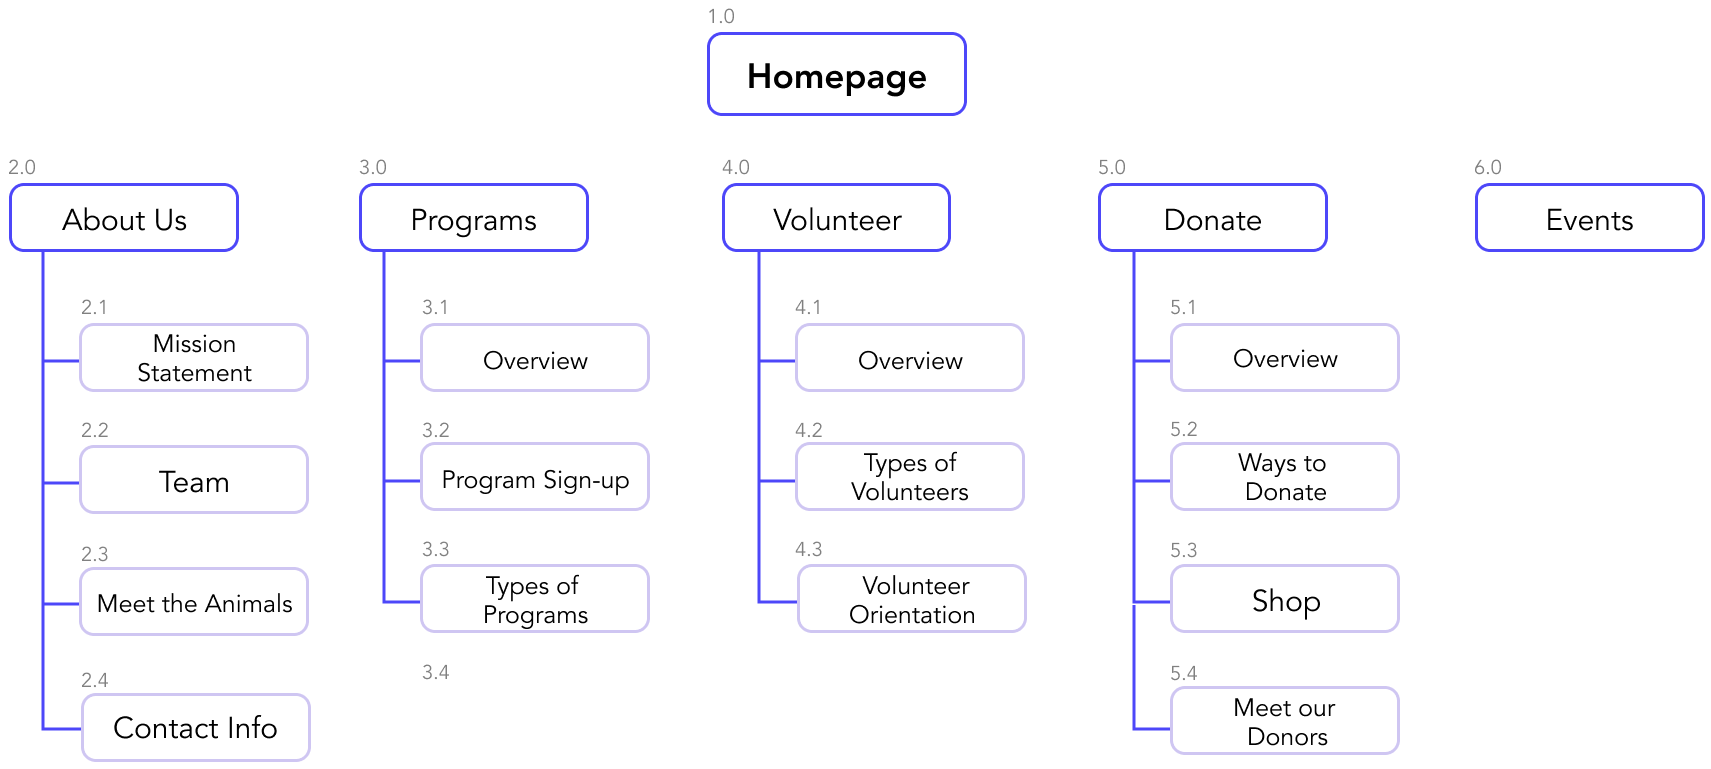 1.0
Homepage
2.0
About Us
2.1
Mission
Statement
2.2
Team
2.3
Meet the Animals
2.4
Contact Info
3.0
Programs
3.1
Overview
3.2
Program Sign-up
3.3
Types of
Programs
3.4
4.0
Volunteer
4.1
Overview
4.2
Types of
Volunteers
4.3
Volunteer
Orientation
5.0
Donate
5.1
Overview
5.2
Ways to
Donate
5.3
Shop
5.4
Meet our
Donors
6.0
Events